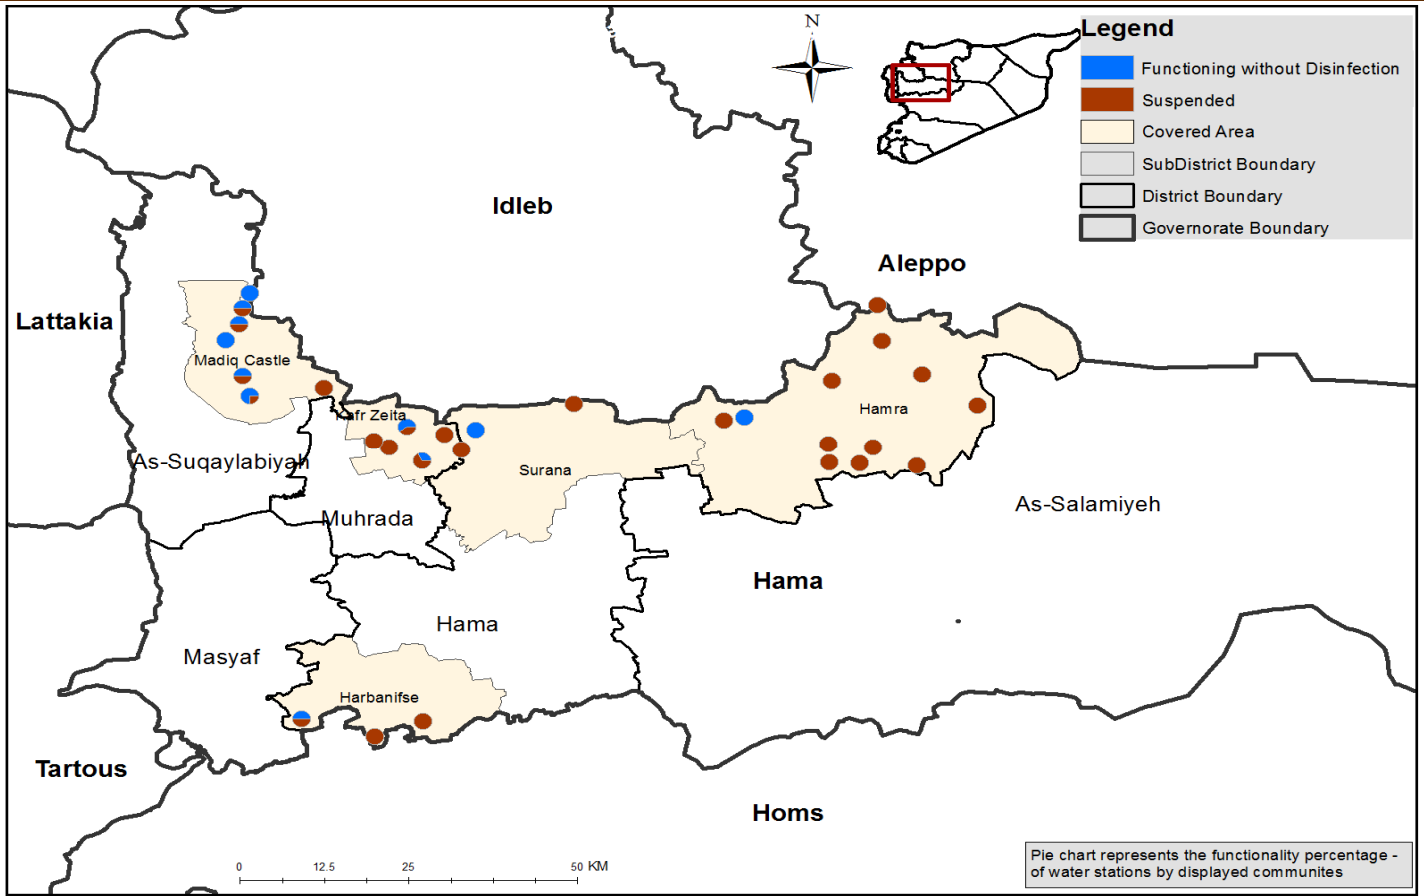 N
Legend
Functioning without Disinfection
Suspended
Covered Area
SubDistrict Boundary
District Boundary
Governorate Boundary
Idleb
Aleppo
Lattakia
Madiq Castle
Kafr Zeita
Hamra
As-Suqaylabiyah
Surana
As-Salamiyeh
Muhrada
Hama
Hama
Masyaf
Harbanifse
Tartous
Homs
0 12.5 25 50 KM
Pie chart represents the functionality percentage -
of water stations by displayed communites